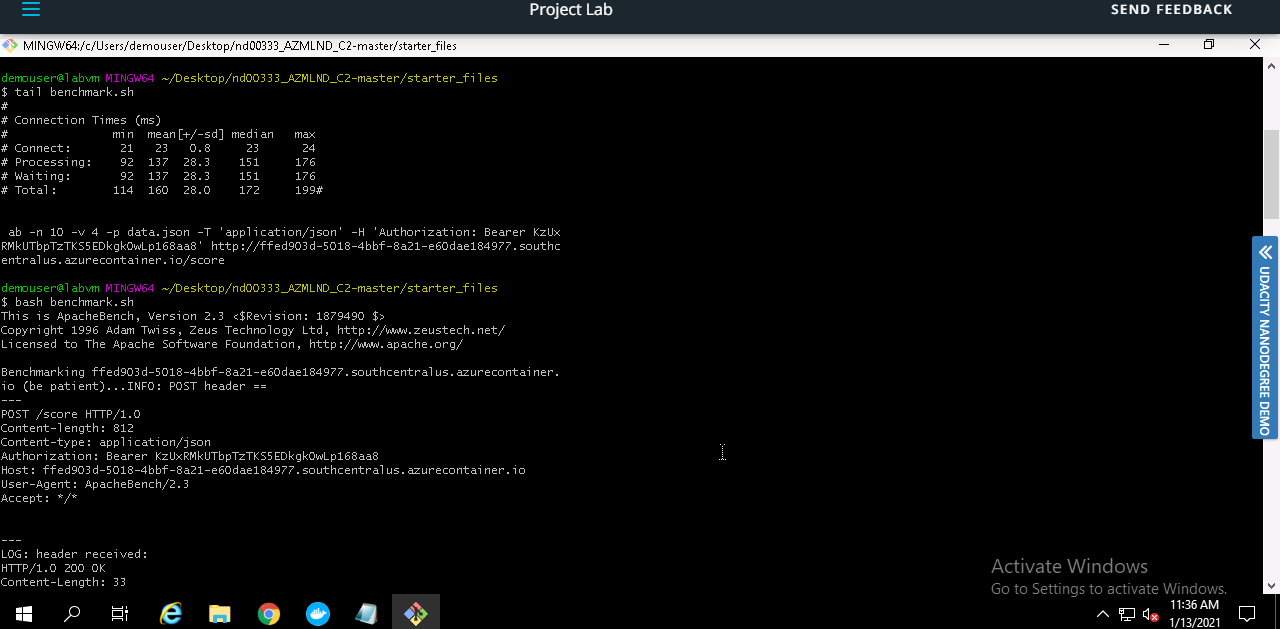 Project Lab
SEND FEEDBACK
MINGW64:/c/Users/demouser/Desktop/nd00333_AZMLND_C2-master/starter_files
demouser@labvm MINGW64 ~/Desktop/nd00333_AZMLND_C2-master/starter_files
$ tail benchmark.sh
#
# Connection Times (ms)
#              min  mean[+/-sd] median   max
# Connect:       21   23   0.8     23      24
# Processing:    92  137  28.3    151     176
# Waiting:       92  137  28.3    151     176
# Total:        114  160  28.0    172     199#
ab -n 10 -v 4 -p data.json -T 'application/json' -H 'Authorization: Bearer KzUx
RMkUTbpTzTKS5EDkgkOwLp168aa8' http://ffed903d-5018-4bbf-8a21-e60dae184977.southc
entralus.azurecontainer.io/score
demouser@labvm MINGW64 ~/Desktop/nd00333_AZMLND_C2-master/starter_files
$ bash benchmark.sh
This is ApacheBench, Version 2.3 <$Revision: 1879490 $>
Copyright 1996 Adam Twiss, Zeus Technology Ltd, http://www.zeustech.net/
Licensed to The Apache Software Foundation, http://www.apache.org/
Benchmarking ffed903d-5018-4bbf-8a21-e60dae184977.southcentralus.azurecontainer.
io (be patient)...INFO: POST header ==
---
POST /score HTTP/1.0
Content-length: 812
Content-type: application/json
Authorization: Bearer KzUxRMkUTbpTzTKS5EDkgkOwLp168aa8
Host: ffed903d-5018-4bbf-8a21-e60dae184977.southcentralus.azurecontainer.io
User-Agent: ApacheBench/2.3
Accept: */*
---
LOG: header received:
HTTP/1.0 200 OK
Content-Length: 33
UDACITY NANODEGREE DEMO
Activate Windows
Go to Settings to activate Windows.
11:36 AM
1/13/2021